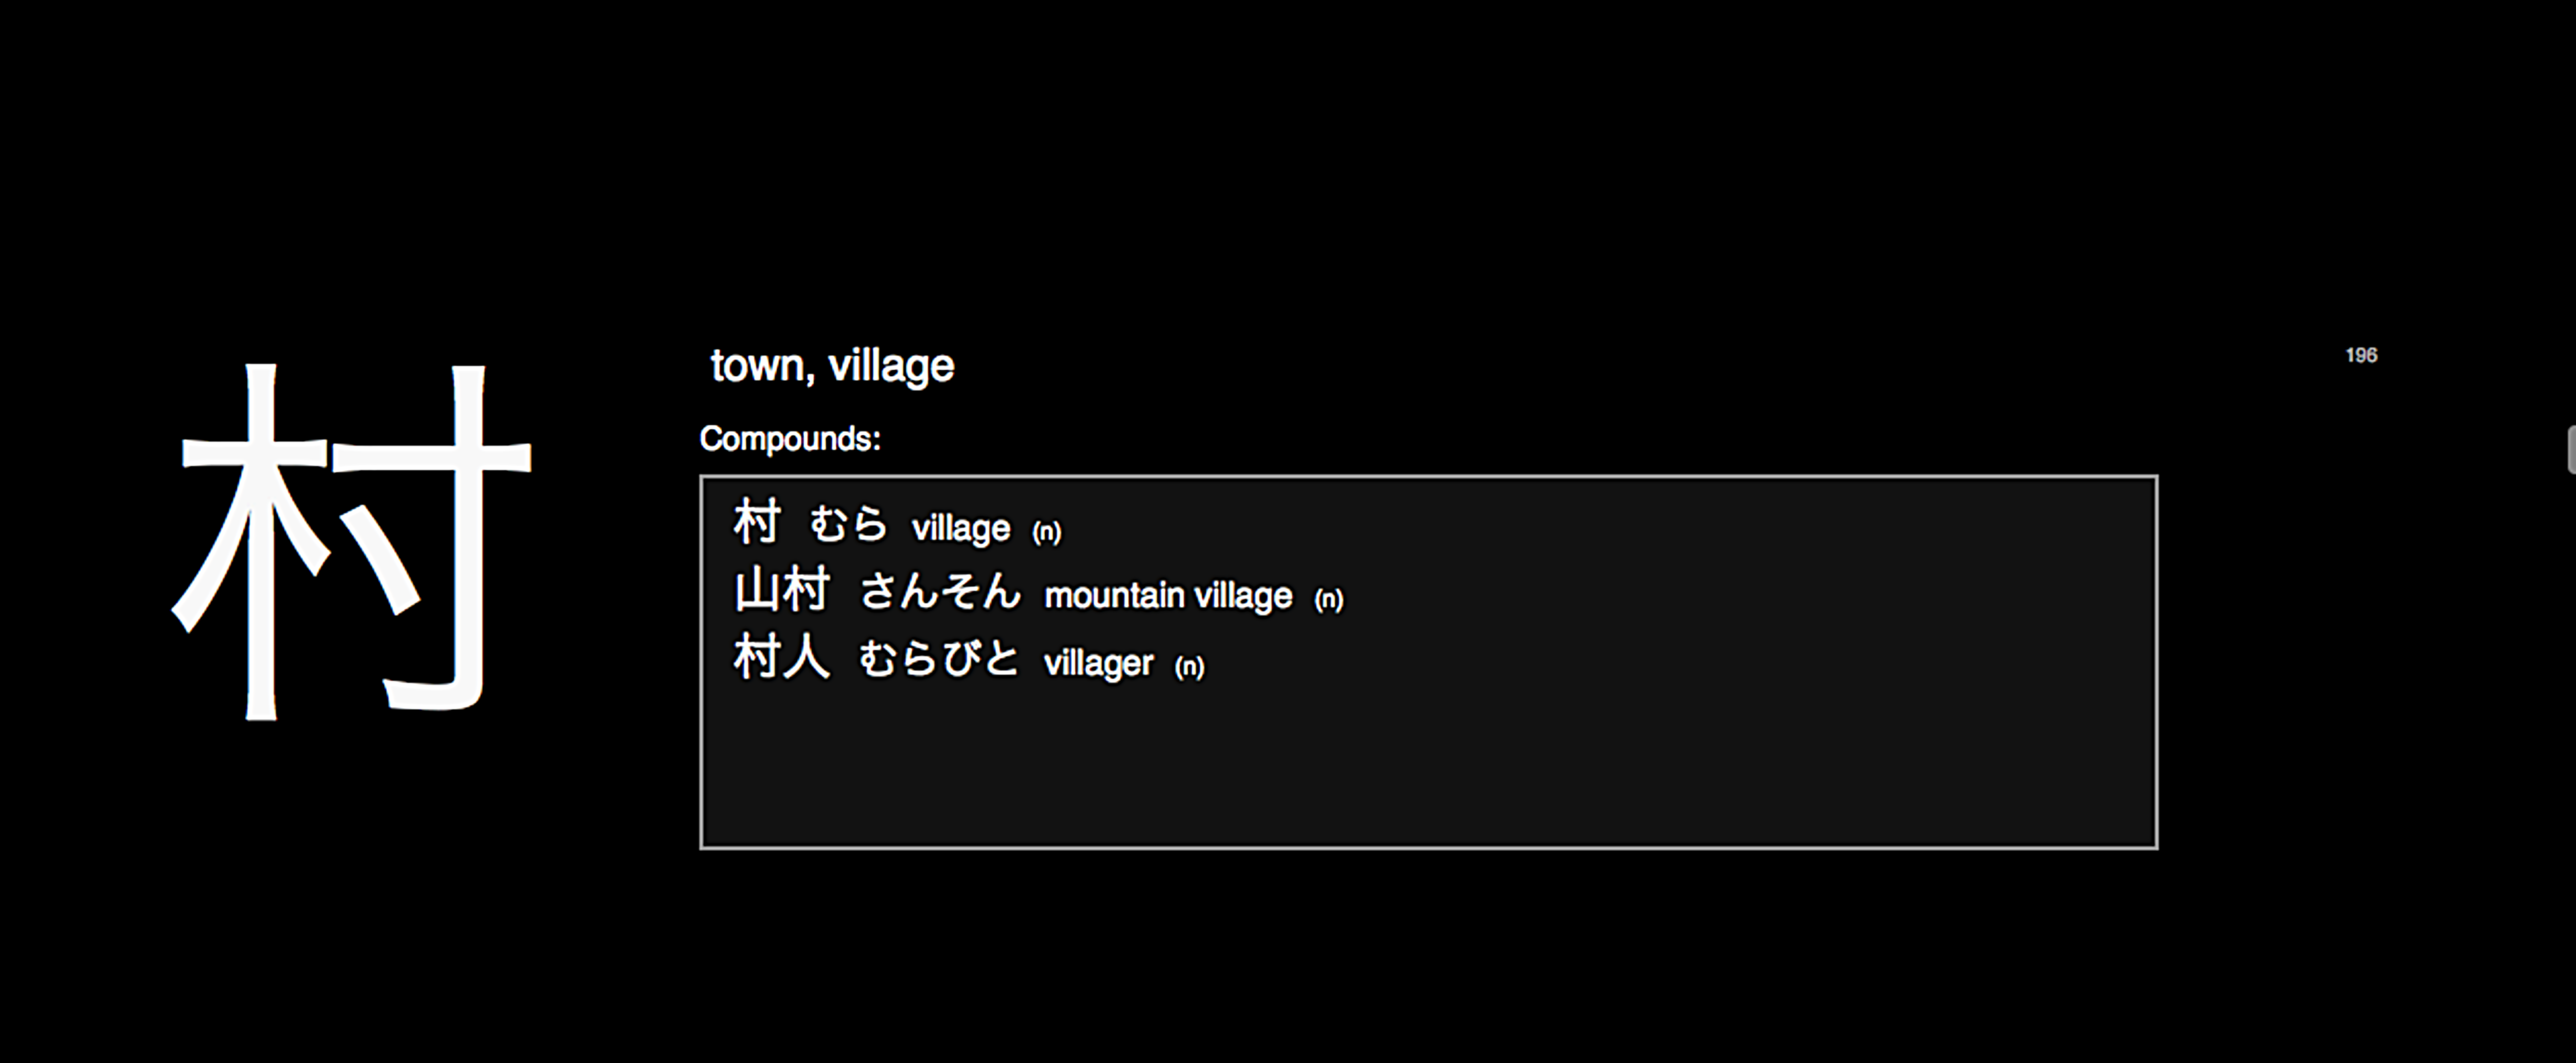 村
town, village
196
Compounds:
村 むら village (n)
山村 さんそん mountain village (n)
村人 むらびと villager (n)